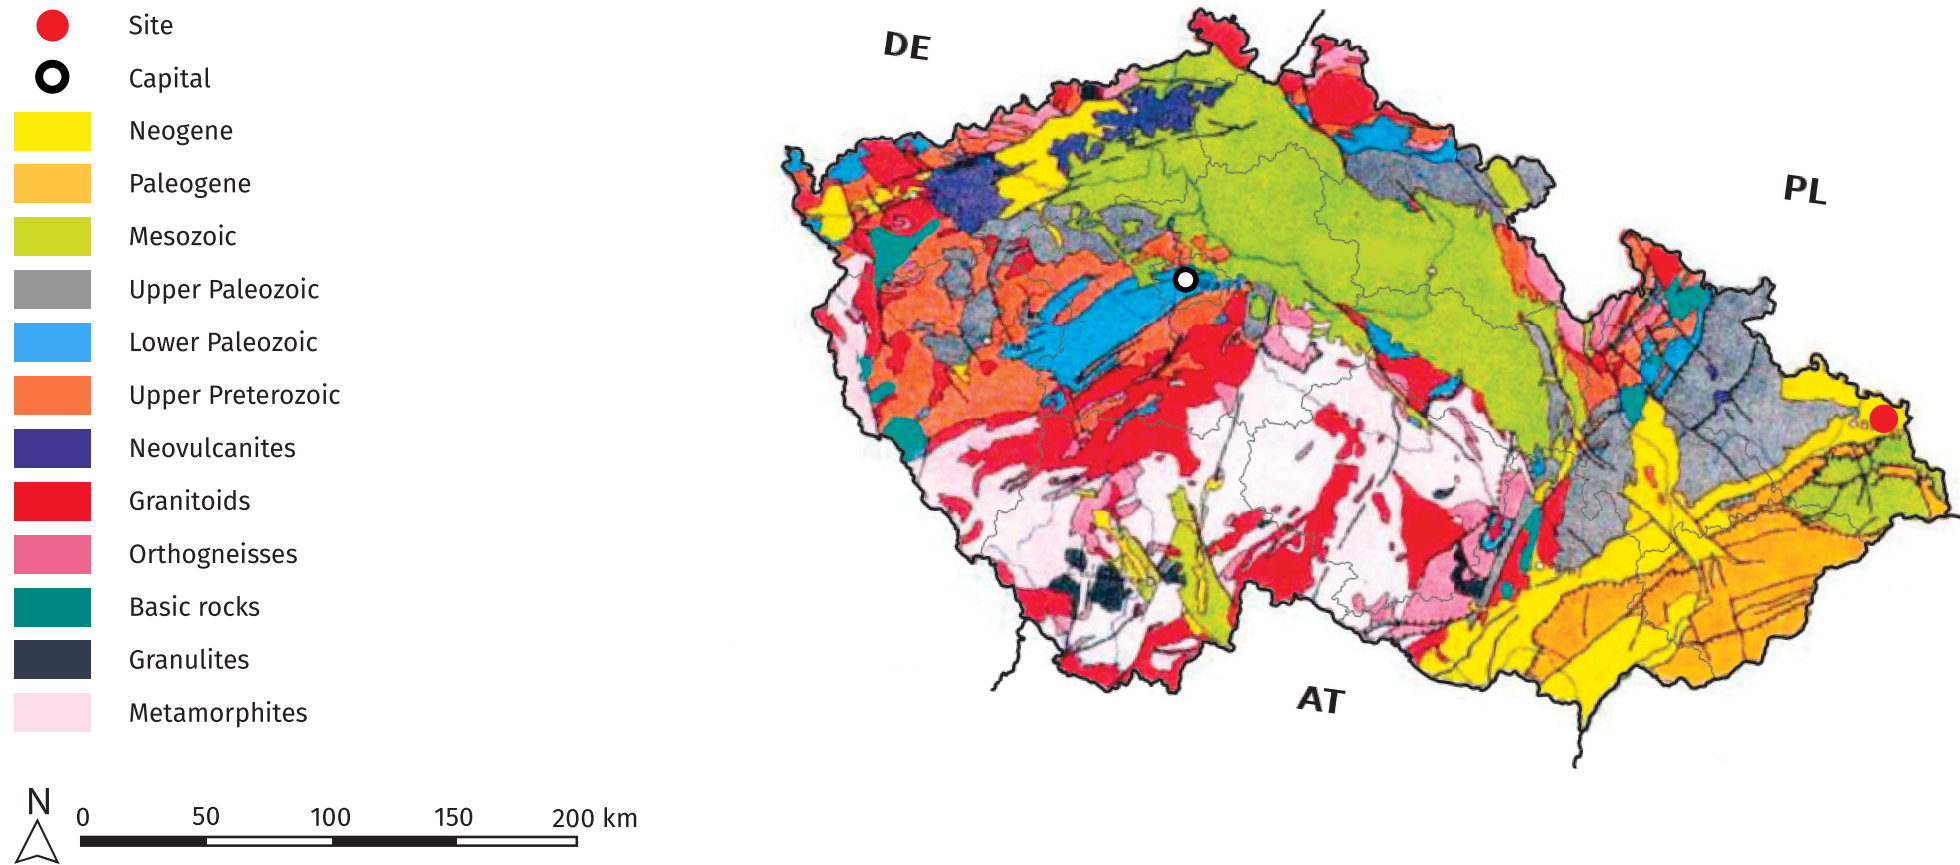 Site
Capital
Neogene
Paleogene
Mesozoic
Upper Paleozoic
Lower Paleozoic
Upper Preterozoic
Neovulcanites
Granitoids
Orthogneisses
Basic rocks
Granulites
Metamorphites
N
0 50 100 150 200 km
DE
PL
AT